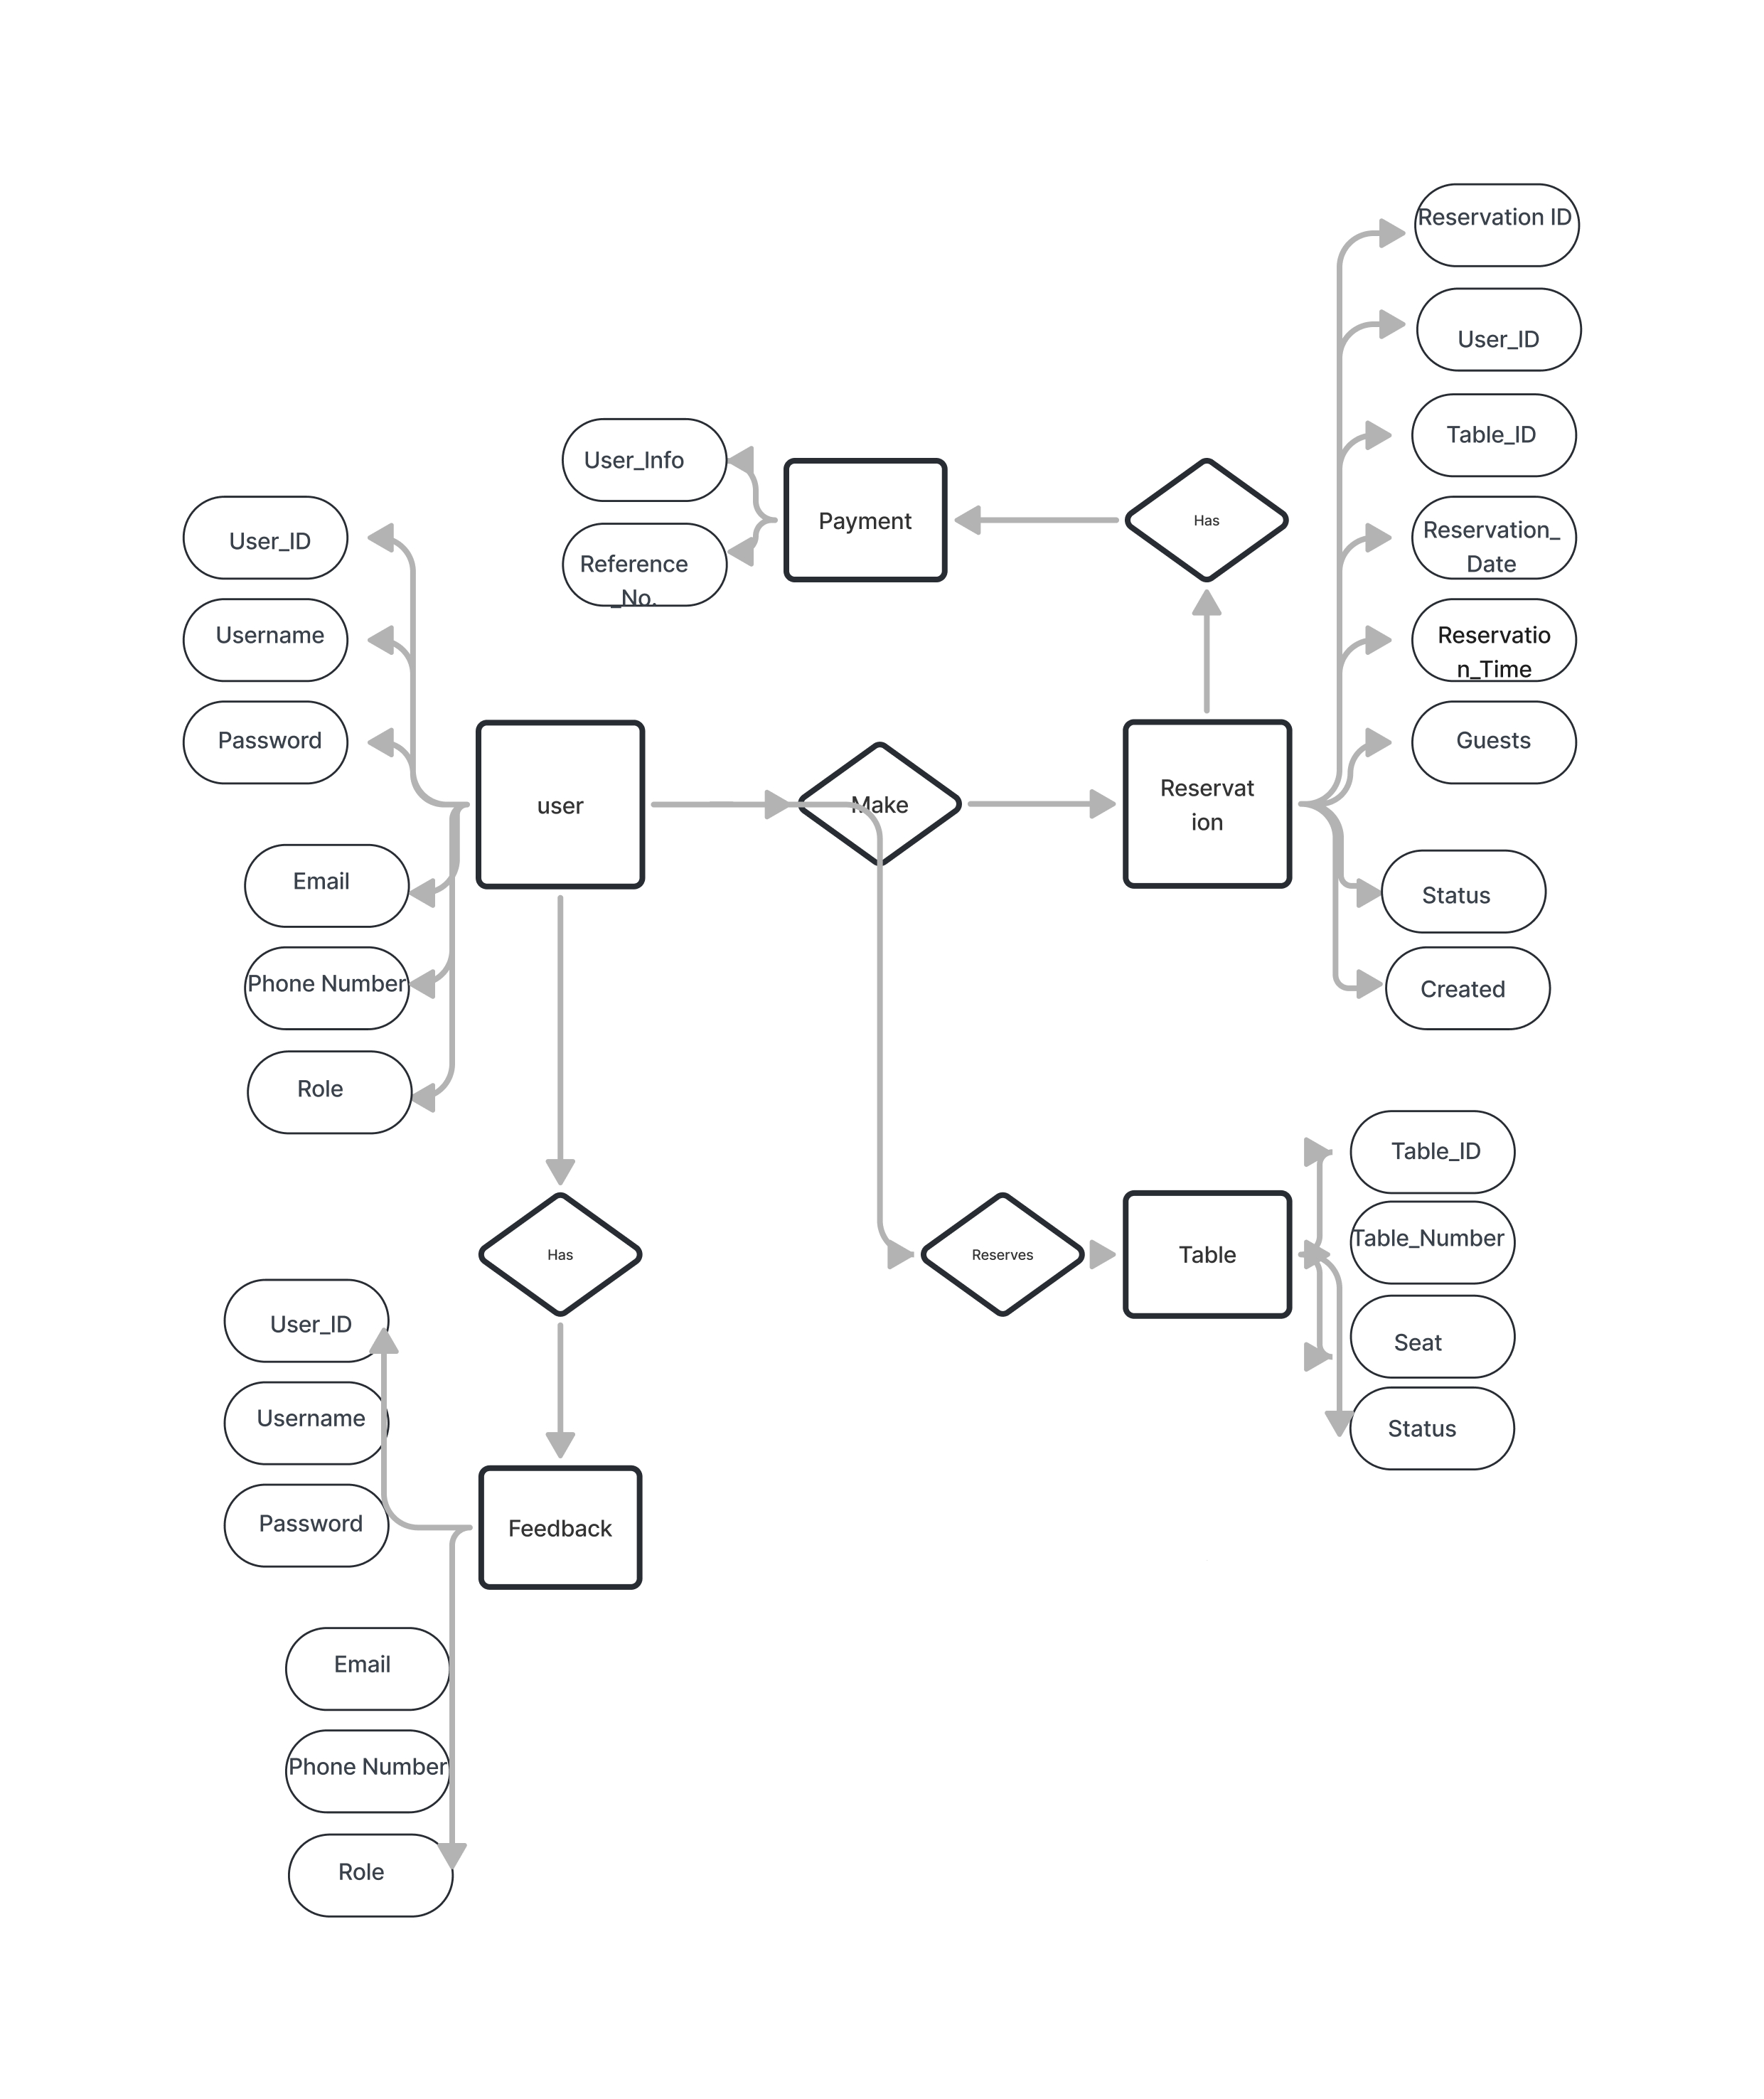 Reservation ID
User_ID
Table_ID
Reservation_
Date
Reservatio
n_Time
Guests
Status
Created
User_Info
Reference
_No.
Payment
Has
User_ID
Username
Password
Email
Phone Number
Role
user
Make
Reservat
ion
Has
Reserves
Table
Table_ID
Table_Number
Seat
Status
User_ID
Username
Password
Feedback
Email
Phone Number
Role